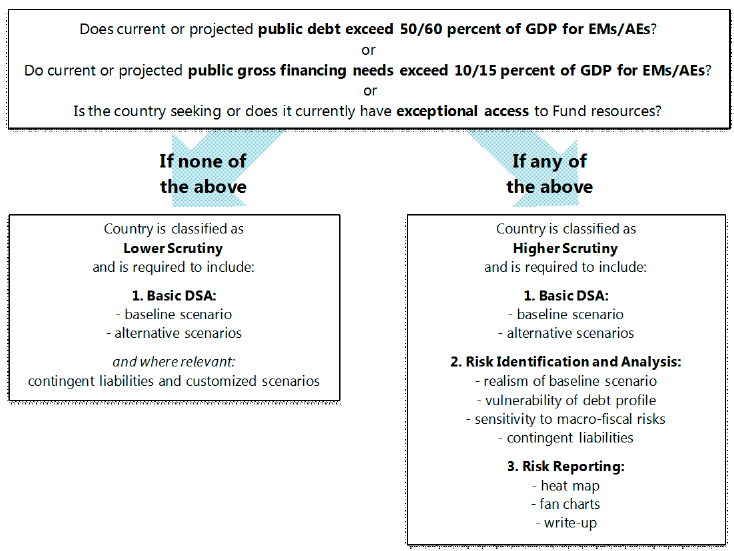 Does current or projected public debt exceed 50/60 percent of GDP for EMs/AEs?
or
Do current or projected public gross financing needs exceed 10/15 percent of GDP for EMs/AEs?
or
Is the country seeking or does it currently have exceptional access to Fund resources?
If none of
the above
If any of
the above
Country is classified as
Lower Scrutiny
and is required to include:
1. Basic DSA:
- baseline scenario
- alternative scenarios
and where relevant:
contingent liabilities and customized scenarios
Country is classified as
Higher Scrutiny
and is required to include:
1. Basic DSA:
- baseline scenario
- alternative scenarios
2. Risk Identification and Analysis:
- realism of baseline scenario
- vulnerability of debt profile
- sensitivity to macro-fiscal risks
- contingent liabilities
3. Risk Reporting:
- heat map
- fan charts
- write-up